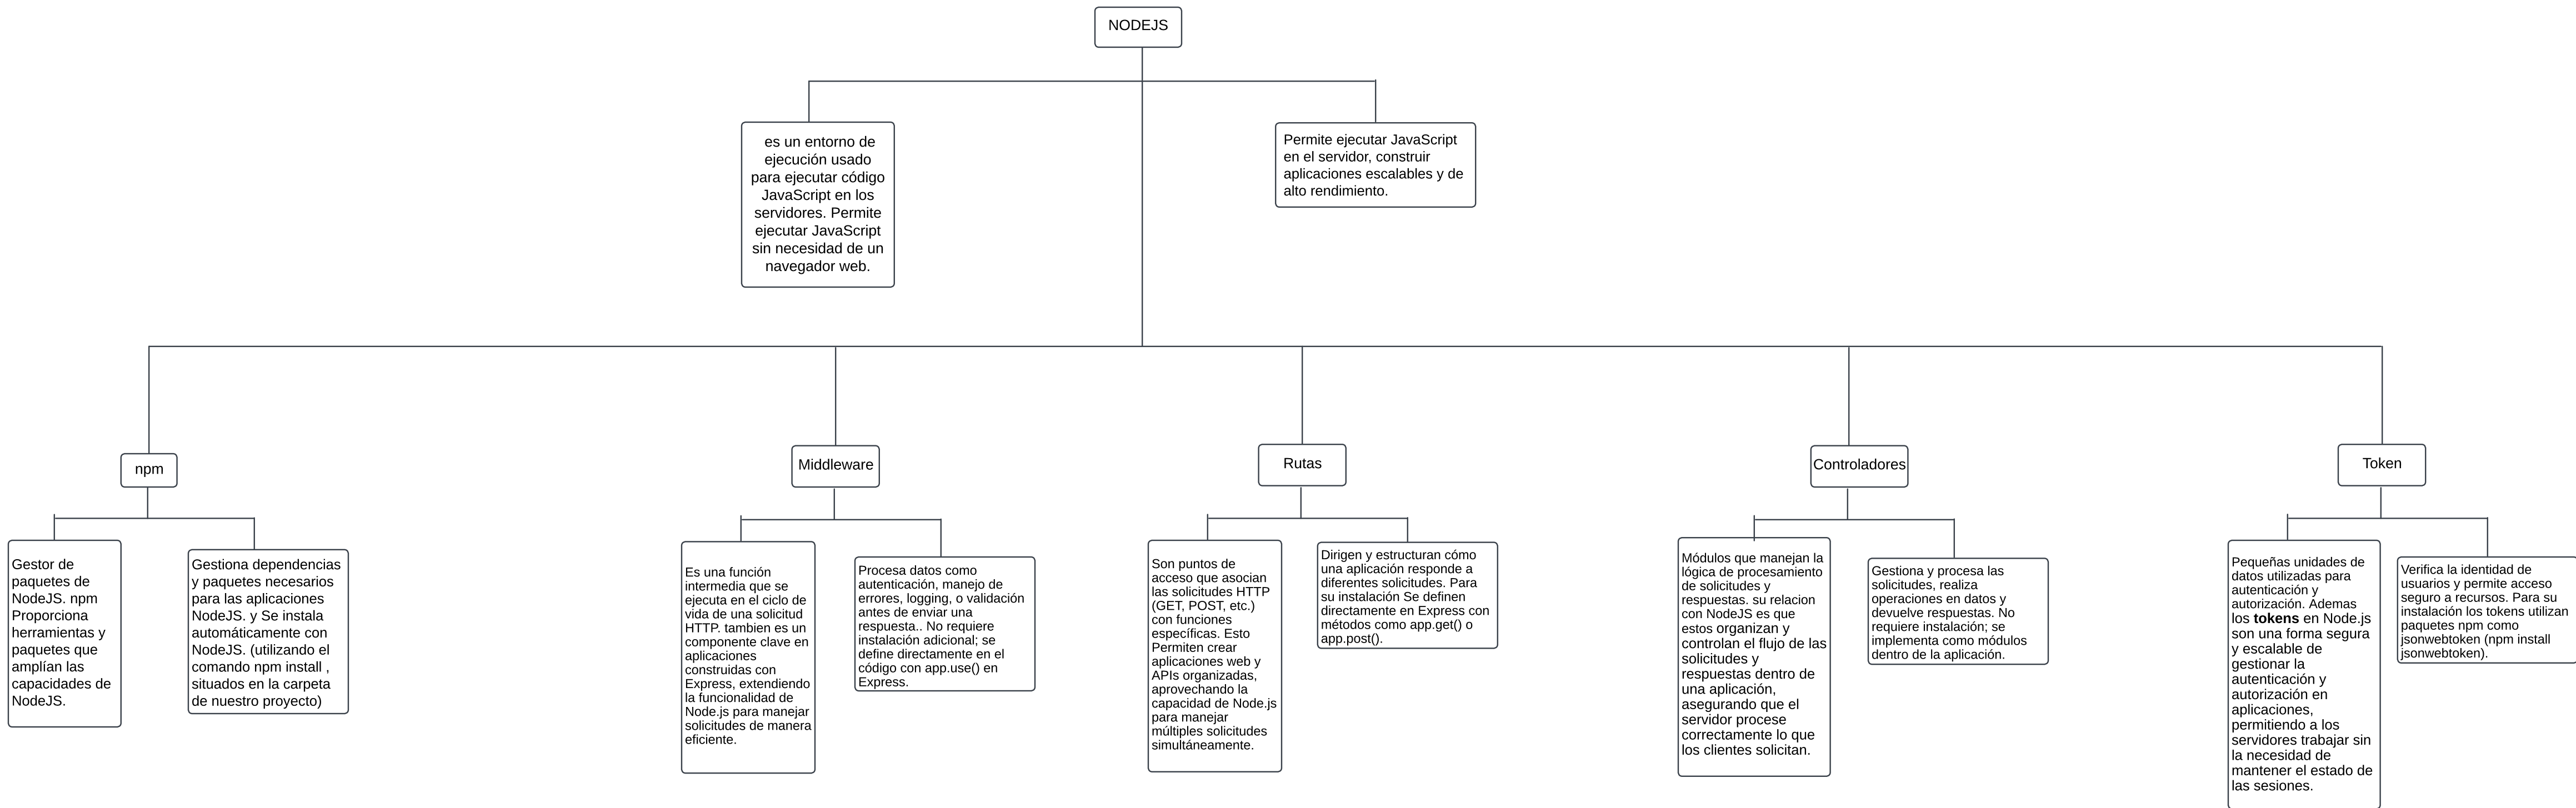 NODEJS
es un entorno de
ejecución usado
para ejecutar código
JavaScript en los
servidores. Permite
ejecutar JavaScript
sin necesidad de un
navegador web.
Permite ejecutar JavaScript
en el servidor, construir
aplicaciones escalables y de
alto rendimiento.
npm
Middleware
Rutas
Controladores
Token
Gestor de
paquetes de
NodeJS. npm
Proporciona
herramientas y
paquetes que
amplían las
capacidades de
NodeJS.
Gestiona dependencias
y paquetes necesarios
para las aplicaciones
NodeJS. y Se instala
automáticamente con
NodeJS. (utilizando el
comando npm install ,
situados en la carpeta
de nuestro proyecto)
Es una función
intermedia que se
ejecuta en el ciclo de
vida de una solicitud
HTTP. tambien es un
componente clave en
aplicaciones
construidas con
Express, extendiendo
la funcionalidad de
Node.js para manejar
solicitudes de manera
eficiente.
Procesa datos como
autenticación, manejo de
errores, logging, o validación
antes de enviar una
respuesta.. No requiere
instalación adicional; se
define directamente en el
código con app.use() en
Express.
Son puntos de
acceso que asocian
las solicitudes HTTP
(GET, POST, etc.)
con funciones
específicas. Esto
Permiten crear
aplicaciones web y
APIs organizadas,
aprovechando la
capacidad de Node.js
para manejar
múltiples solicitudes
simultáneamente.
Dirigen y estructuran cómo
una aplicación responde a
diferentes solicitudes. Para
su instalación Se definen
directamente en Express con
métodos como app.get() o
app.post().
Módulos que manejan la
lógica de procesamiento
de solicitudes y
respuestas. su relacion
con NodeJS es que
estos organizan y
controlan el flujo de las
solicitudes y
respuestas dentro de
una aplicación,
asegurando que el
servidor procese
correctamente lo que
los clientes solicitan.
Gestiona y procesa las
solicitudes, realiza
operaciones en datos y
devuelve respuestas. No
requiere instalación; se
implementa como módulos
dentro de la aplicación.
Pequeñas unidades de
datos utilizadas para
autenticación y
autorización. Ademas
los tokens en Node.js
son una forma segura
y escalable de
gestionar la
autenticación y
autorización en
aplicaciones,
permitiendo a los
servidores trabajar sin
la necesidad de
mantener el estado de
las sesiones.
Verifica la identidad de
usuarios y permite acceso
seguro a recursos. Para su
instalación los tokens utilizan
paquetes npm como
jsonwebtoken (npm install
jsonwebtoken).